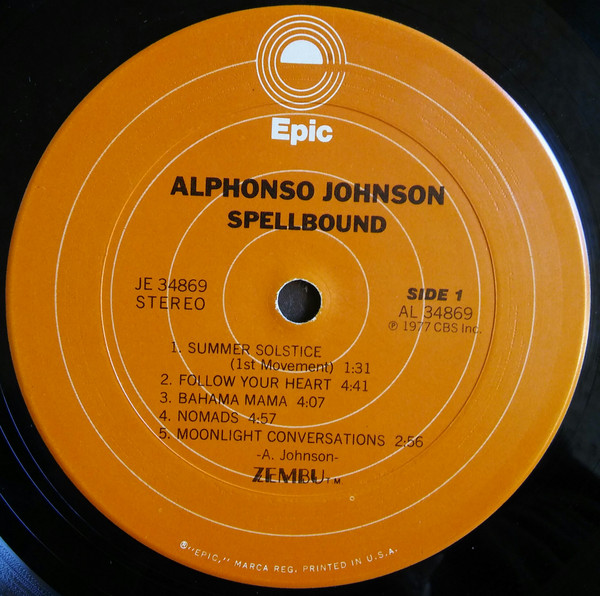 Epic
ALPHONSO JOHNSON
SPELLBOUND
JE 34869
STEREO
SIDE 1
AL 34869
℗ 1977 CBS Inc.
1. SUMMER SOLSTICE
(1st Movement) 1:31
2. FOLLOW YOUR HEART 4:41
3. BAHAMA MAMA 4:07
4. NOMADS 4:57
5. MOONLIGHT CONVERSATIONS 2:56
-A. Johnson-
ZEMBU TM
®"EPIC," MARCA REG. PRINTED IN U.S.A.